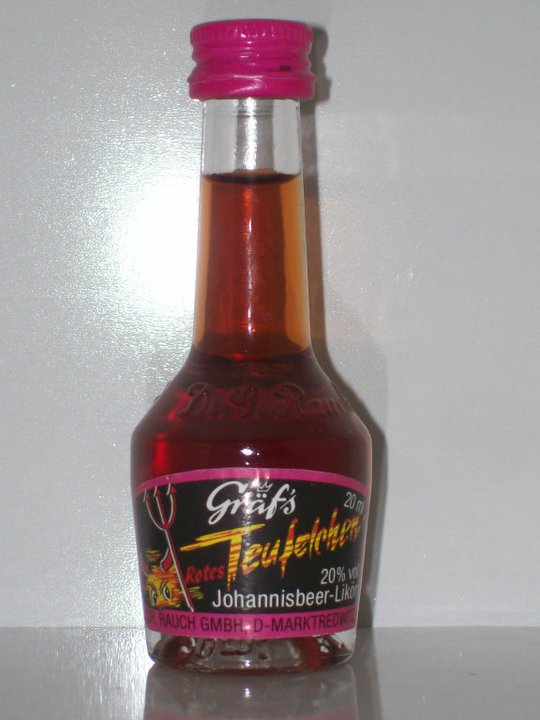 Gräf's
20 ml
Rotes Teufelchen
20% vol
Johannisbeer-Likör
RAUCH GMBH, D-MARKTREDWITZ